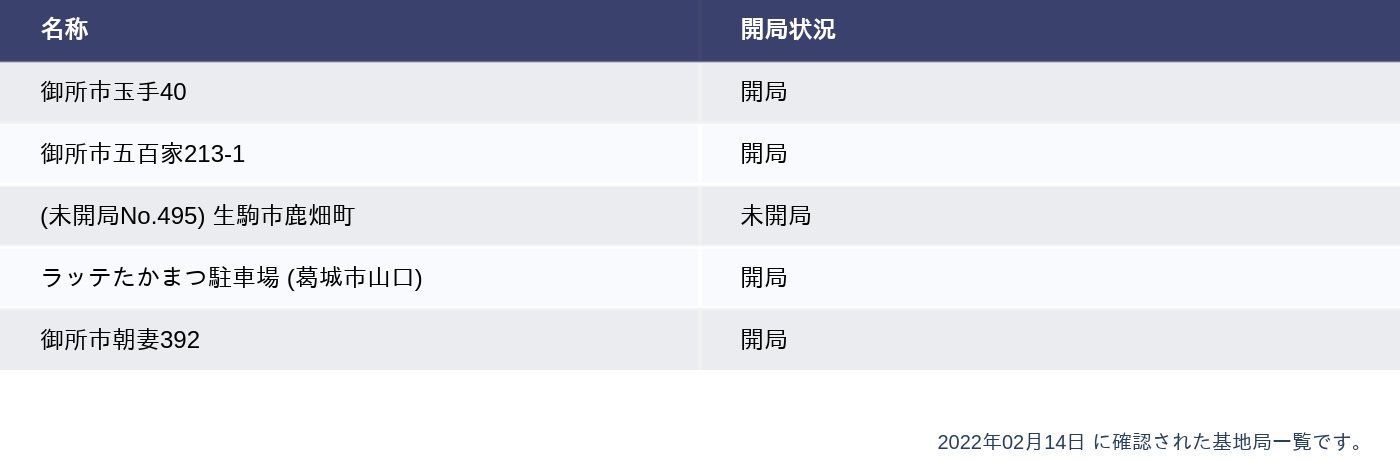 名称 開局状況
御所市玉手40 開局
御所市五百家213-1 開局
(未開局No.495) 生駒市鹿畑町 未開局
ラッテたかまつ駐車場 (葛城市山口) 開局
御所市朝妻392 開局
2022年02月14日 に確認された基地局一覧です。